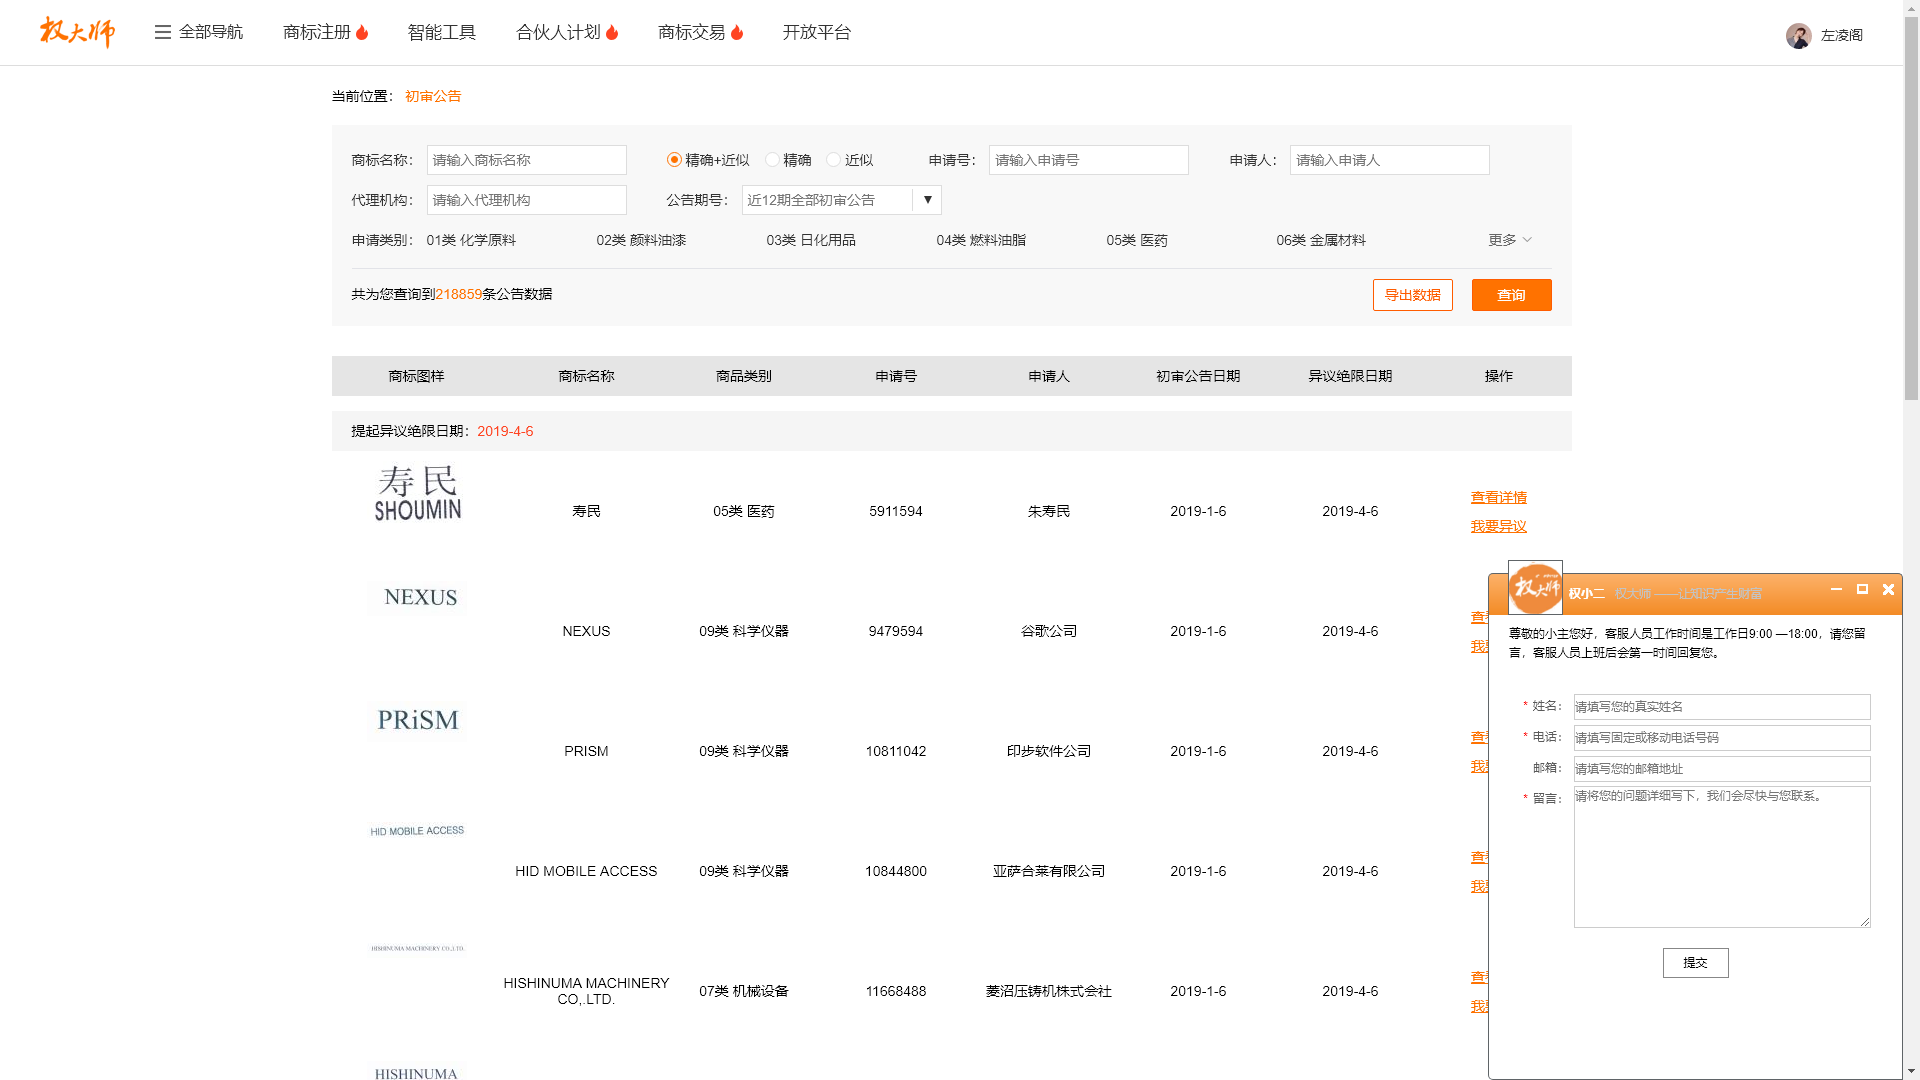 权大师
全部导航 商标注册 智能工具 合伙人计划 商标交易 开放平台 左凌阁
当前位置： 初审公告
商标名称： 请输入商标名称 精确+近似 精确 近似 申请号： 请输入申请号 申请人： 请输入申请人
代理机构： 请输入代理机构 公告期号： 近12期全部初审公告 ▼
申请类别： 01类 化学原料 02类 颜料油漆 03类 日化用品 04类 燃料油脂 05类 医药 06类 金属材料 更多
共为您查询到218859条公告数据 导出数据 查询
商标图样 商标名称 商品类别 申请号 申请人 初审公告日期 异议绝限日期 操作
提起异议绝限日期：2019-4-6
寿民
SHOUMIN
寿民 05类 医药 5911594 朱寿民 2019-1-6 2019-4-6
查看详情
我要异议
NEXUS
NEXUS 09类 科学仪器 9479594 谷歌公司 2019-1-6 2019-4-6
PRiSM
PRISM 09类 科学仪器 10811042 印步软件公司 2019-1-6 2019-4-6
HID MOBILE ACCESS
HID MOBILE ACCESS 09类 科学仪器 10844800 亚萨合莱有限公司 2019-1-6 2019-4-6
HISHINUMA MACHINERY CO.,LTD.
HISHINUMA MACHINERY CO,.LTD. 07类 机械设备 11668488 菱沼压铸机株式会社 2019-1-6 2019-4-6
HISHINUMA
权大师
权小二 权大师 ——让知识产生财富
尊敬的小主您好，客服人员工作时间是工作日9:00 —18:00，请您留
言，客服人员上班后会第一时间回复您。
* 姓名： 请填写您的真实姓名
* 电话： 请填写固定或移动电话号码
邮箱： 请填写您的邮箱地址
* 留言： 请将您的问题详细写下，我们会尽快与您联系。
提交